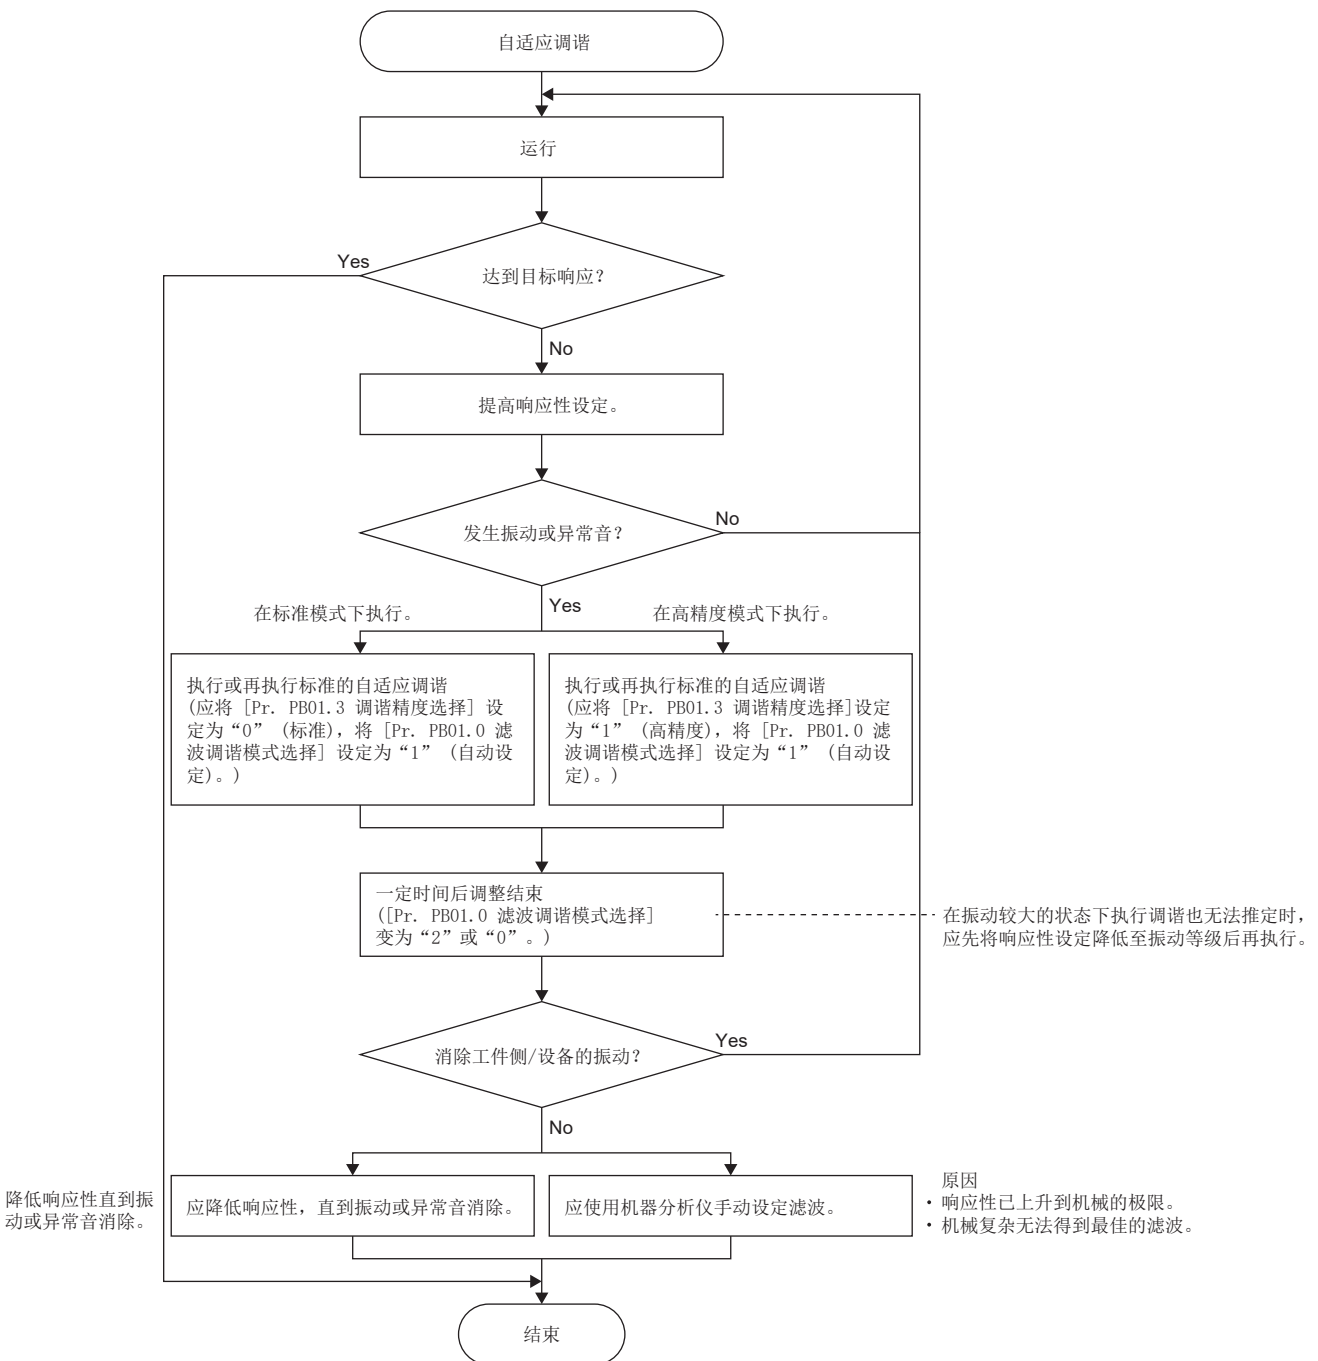 自适应调谐
运行
Yes
达到目标响应？
No
提高响应性设定。
发生振动或异常音？
No
Yes
在标准模式下执行。
在高精度模式下执行。
执行或再执行标准的自适应调谐
(应将 [Pr. PB01.3 调谐精度选择] 设
定为“0” (标准)，将 [Pr. PB01.0 滤
波调谐模式选择] 设定为“1” (自动设
定)。)
执行或再执行标准的自适应调谐
(应将 [Pr. PB01.3 调谐精度选择]设定
为“1” (高精度)，将 [Pr. PB01.0 滤
波调谐模式选择] 设定为“1” (自动设
定)。)
一定时间后调整结束
([Pr. PB01.0 滤波调谐模式选择]
变为“2”或“0”。)
在振动较大的状态下执行调谐也无法推定时，
应先将响应性设定降低至振动等级后再执行。
消除工件侧/设备的振动？
Yes
No
降低响应性直到振
动或异常音消除。
应降低响应性，直到振动或异常音消除。
应使用机器分析仪手动设定滤波。
原因
・响应性已上升到机械的极限。
・机械复杂无法得到最佳的滤波。
结束